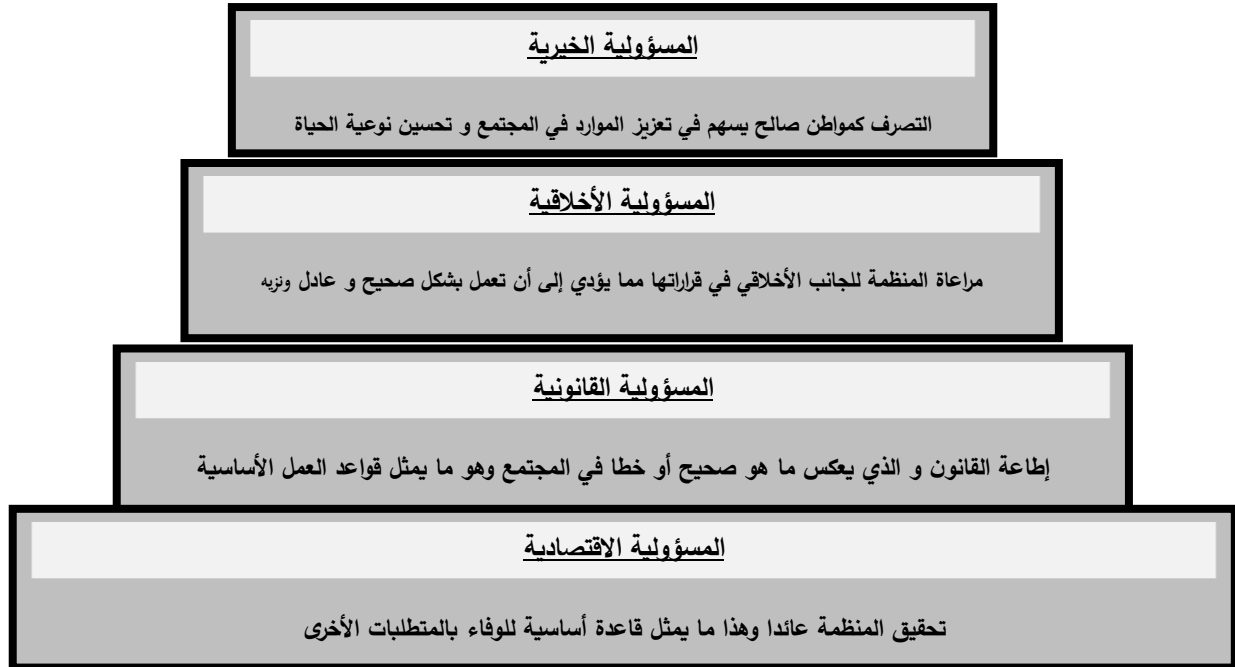 المسؤولية الخيرية
التصرف كمواطن صالح يسهم في تعزيز الموارد في المجتمع و تحسين نوعية الحياة
المسؤولية الأخلاقية
مراعاة المنظمة للجانب الأخلاقي في قراراتها مما يؤدي إلى أن تعمل بشكل صحيح و عادل ونزيه
المسؤولية القانونية
إطاعة القانون و الذي يعكس ما هو صحيح أو خطا في المجتمع وهو ما يمثل قواعد العمل الأساسية
المسؤولية الاقتصادية
تحقيق المنظمة عائدا وهذا ما يمثل قاعدة أساسية للوفاء بالمتطلبات الأخرى